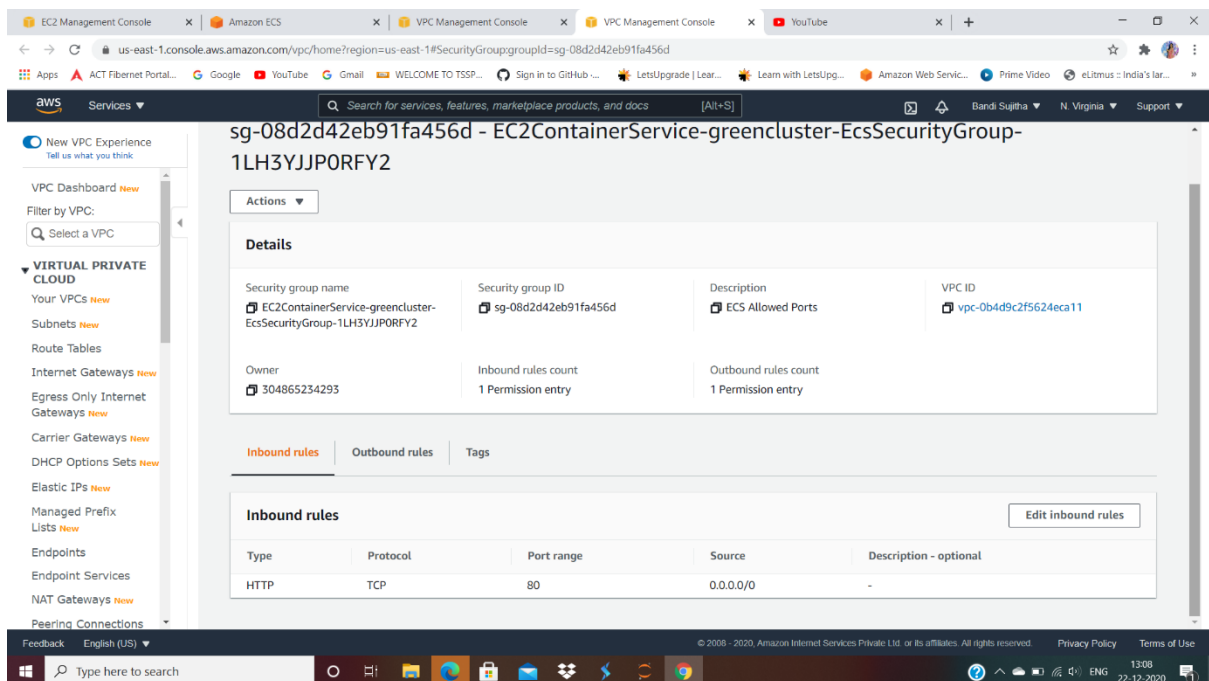 EC2 Management Console
Amazon ECS
VPC Management Console
VPC Management Console
YouTube
us-east-1.console.aws.amazon.com/vpc/home?region=us-east-1#SecurityGroup:groupId=sg-08d2d42eb91fa456d
Apps
ACT Fibernet Portal...
Google
YouTube
Gmail
WELCOME TO TSSP...
Sign in to GitHub ·...
LetsUpgrade | Lear...
Learn with LetsUpg...
Amazon Web Servic...
Prime Video
eLitmus :: India's lar...
»
aws
Services ▼
Search for services, features, marketplace products, and docs
[Alt+S]
Bandi Sujitha ▼
N. Virginia ▼
Support ▼
New VPC Experience
Tell us what you think
VPC Dashboard New
Filter by VPC:
Select a VPC
VIRTUAL PRIVATE
CLOUD
Your VPCs New
Subnets New
Route Tables
Internet Gateways New
Egress Only Internet
Gateways New
Carrier Gateways New
DHCP Options Sets New
Elastic IPs New
Managed Prefix
Lists New
Endpoints
Endpoint Services
NAT Gateways New
Peering Connections
sg-08d2d42eb91fa456d - EC2ContainerService-greencluster-EcsSecurityGroup-
1LH3YJJP0RFY2
Actions ▼
Details
Security group name
EC2ContainerService-greencluster-
EcsSecurityGroup-1LH3YJJP0RFY2
Security group ID
sg-08d2d42eb91fa456d
Description
ECS Allowed Ports
VPC ID
vpc-0b4d9c2f5624eca11
Owner
304865234293
Inbound rules count
1 Permission entry
Outbound rules count
1 Permission entry
Inbound rules
Outbound rules
Tags
Inbound rules
Edit inbound rules
Type Protocol Port range Source Description - optional
HTTP TCP 80 0.0.0.0/0 -
Feedback
English (US) ▼
© 2008 - 2020, Amazon Internet Services Private Ltd. or its affiliates. All rights reserved.
Privacy Policy
Terms of Use
Type here to search
ENG
13:08
22-12-2020